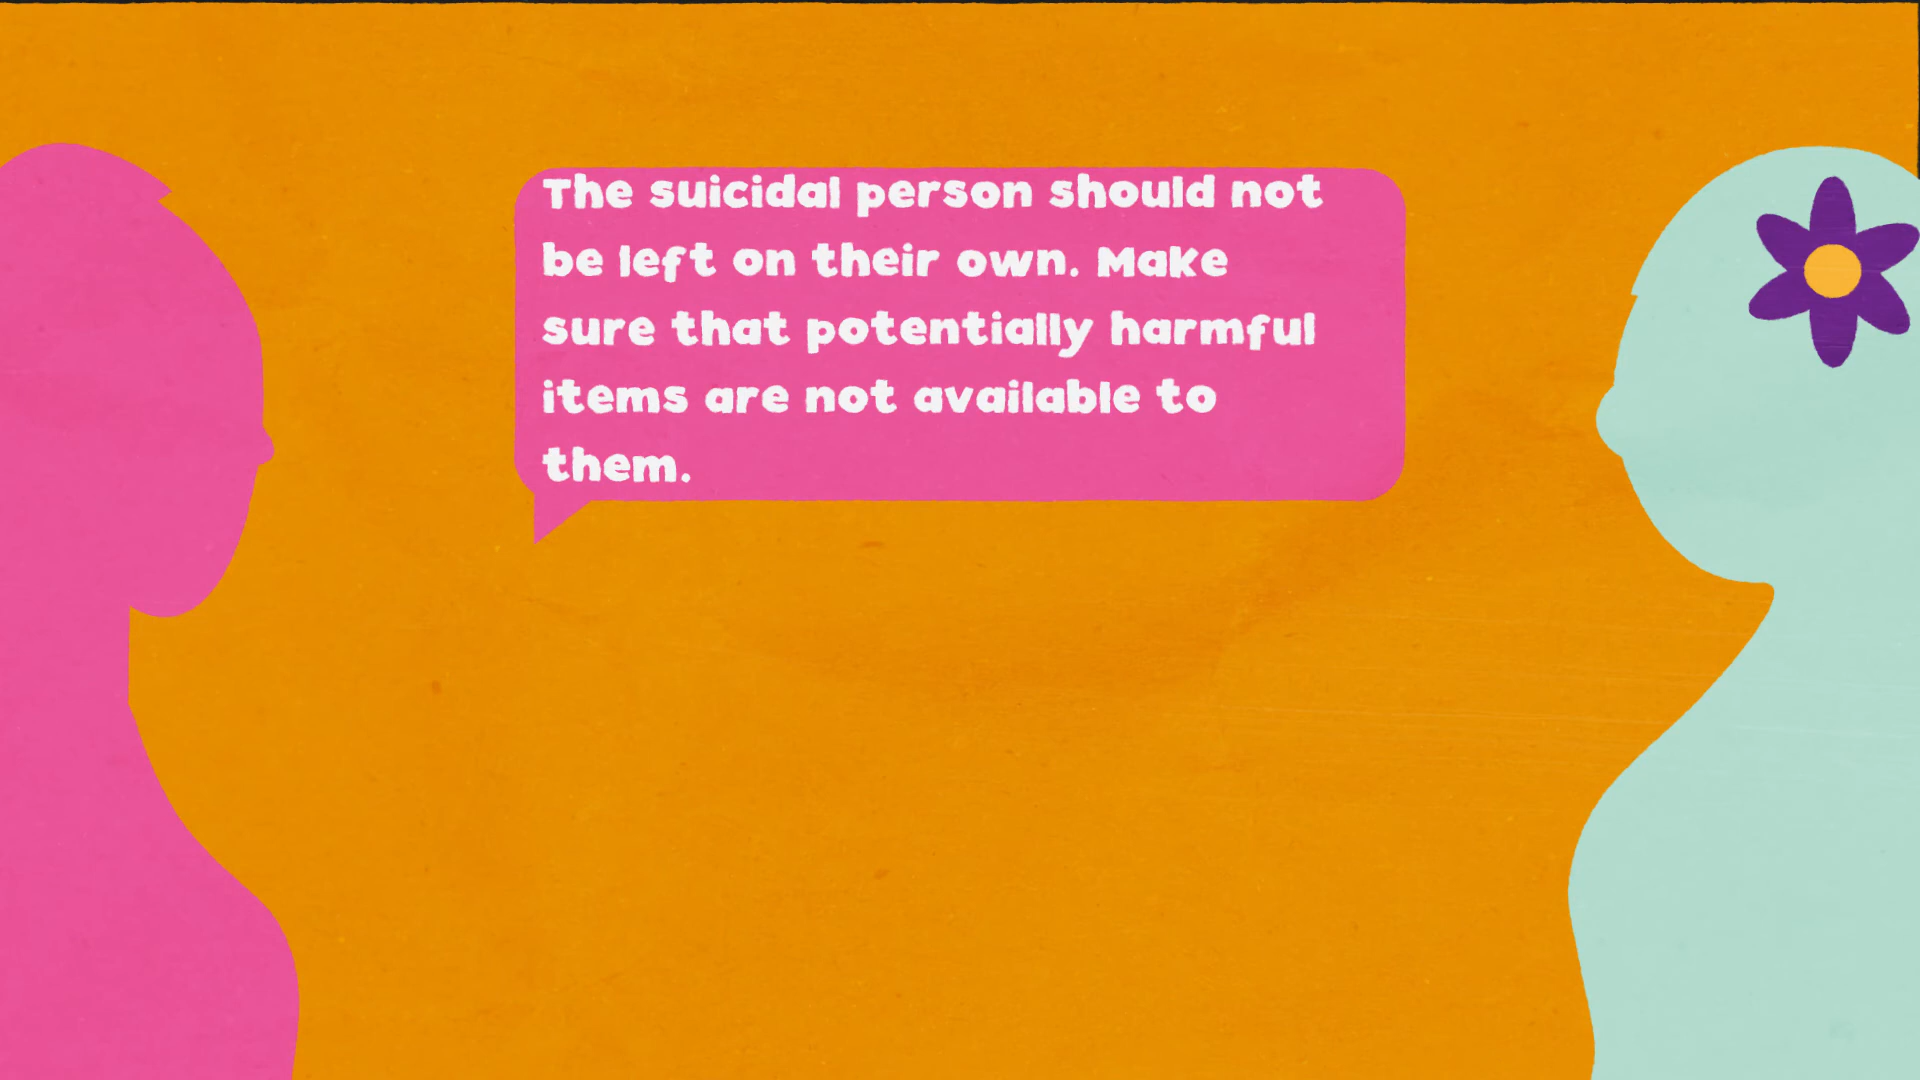 The suicidal person should not
be left on their own. Make
sure that potentially harmful
items are not available to
them.